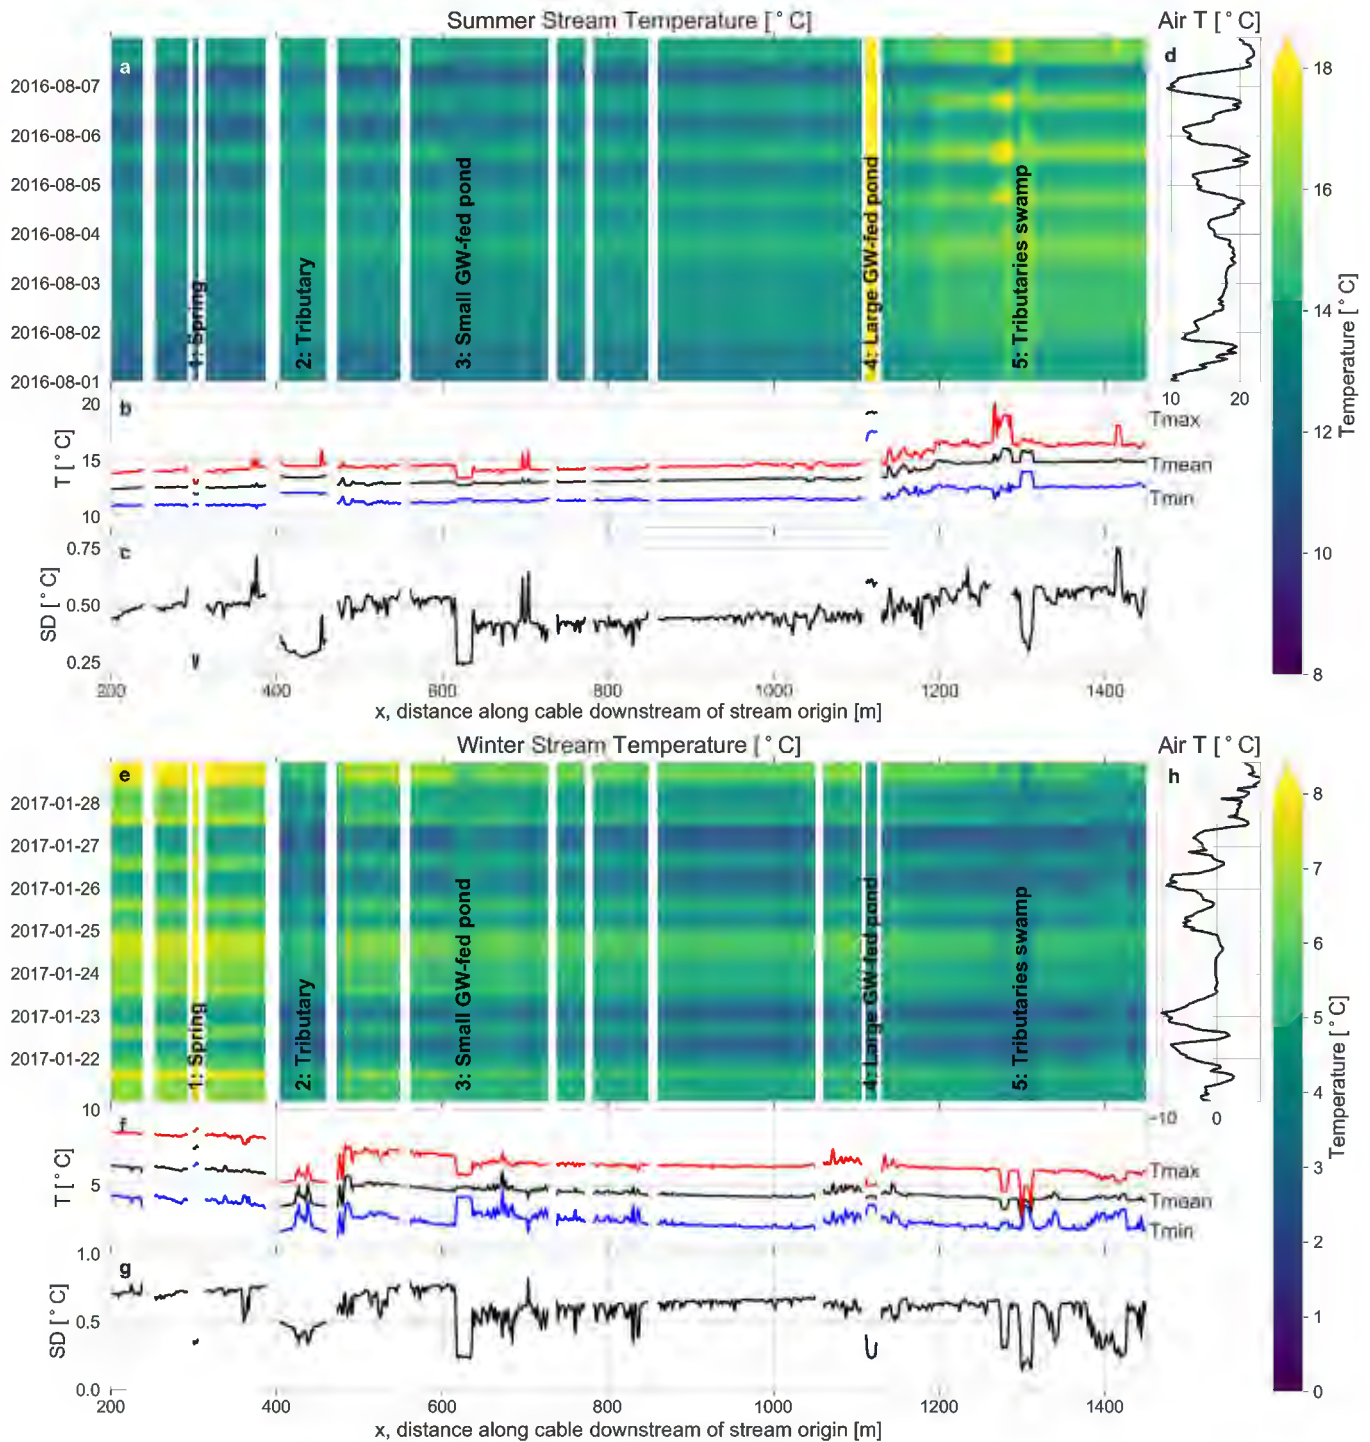 Summer Stream Temperature [ ° C]
Air T [ ° C]
a
d
2016-08-07
2016-08-06
2016-08-05
2016-08-04
2016-08-03
2016-08-02
2016-08-01
1: Spring
2: Tributary
3: Small GW-fed pond
4: Large GW-fed pond
5: Tributaries swamp
10 20
18
16
14
12
10
8
Temperature [ ° C]
b
20
15
10
T [ ° C]
Tmax
Tmean
Tmin
c
0.75
0.50
0.25
SD [ ° C]
200 400 600 800 1000 1200 1400
x, distance along cable downstream of stream origin [m]
Winter Stream Temperature [ ° C]
Air T [ ° C]
e
h
2017-01-28
2017-01-27
2017-01-26
2017-01-25
2017-01-24
2017-01-23
2017-01-22
1: Spring
2: Tributary
3: Small GW-fed pond
4: Large GW-fed pond
5: Tributaries swamp
−10 0
8
7
6
5
4
3
2
1
0
Temperature [ ° C]
f
10
5
T [ ° C]
Tmax
Tmean
Tmin
g
1.0
0.5
0.0
SD [ ° C]
200 400 600 800 1000 1200 1400
x, distance along cable downstream of stream origin [m]